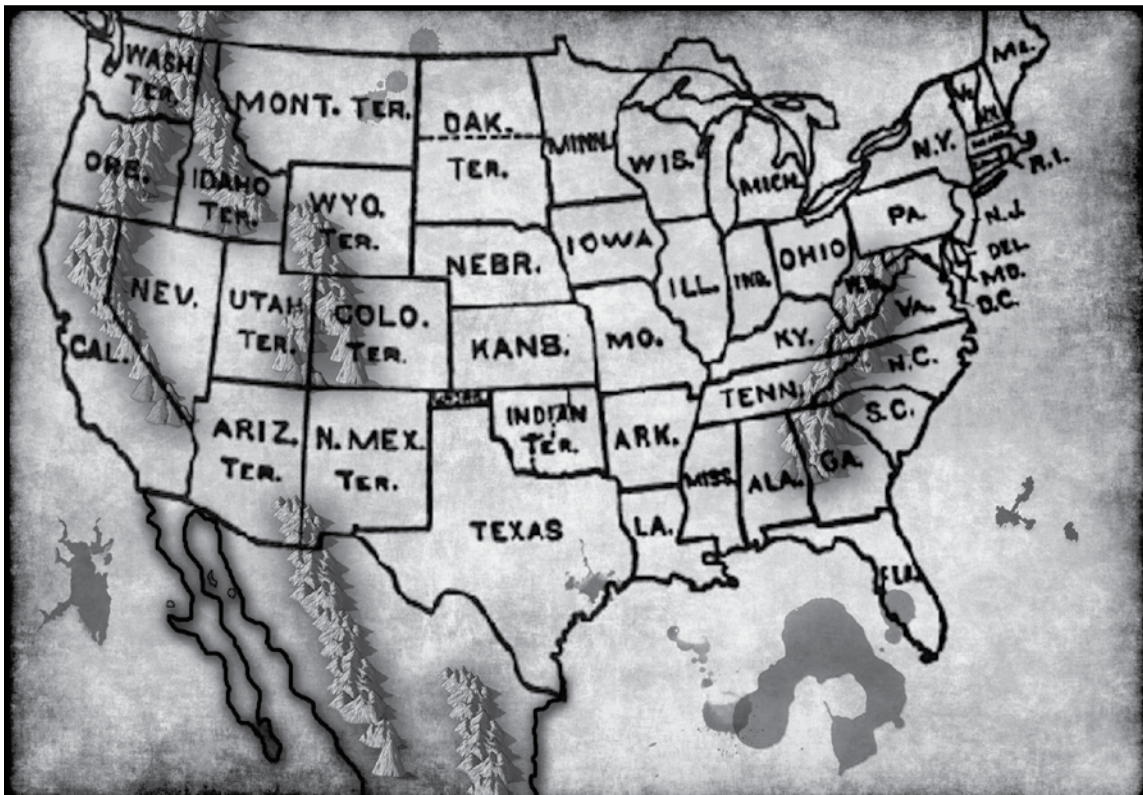 WASH.
TER.
MONT. TER.
DAK.
TER.
MINN.
ORE.
IDAHO
TER.
WYO.
TER.
WIS.
MICH.
N.Y.
ME.
R.I.
N.J.
DEL.
MD.
D.C.
PA.
NEV.
UTAH
TER.
COLO.
TER.
NEBR.
IOWA
ILL.
IND.
OHIO
VA.
CAL.
KANS.
MO.
KY.
N.C.
TENN.
S.C.
ARIZ.
TER.
N. MEX.
TER.
INDIAN
TER.
ARK.
MISS.
ALA.
GA.
TEXAS
LA.
FLA.